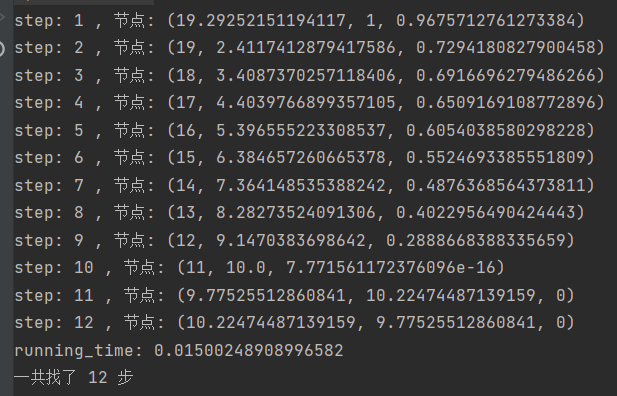 step: 1 , 节点: (19.29252151194117, 1, 0.9675712761273384)
step: 2 , 节点: (19, 2.4117412879417586, 0.7294180827900458)
step: 3 , 节点: (18, 3.4087370257118406, 0.6916696279486266)
step: 4 , 节点: (17, 4.4039766899357105, 0.6509169108772896)
step: 5 , 节点: (16, 5.396555223308537, 0.6054038580298228)
step: 6 , 节点: (15, 6.384657260665378, 0.5524693385551809)
step: 7 , 节点: (14, 7.364148535388242, 0.4876368564373811)
step: 8 , 节点: (13, 8.28273524091306, 0.4022956490424443)
step: 9 , 节点: (12, 9.1470383698642, 0.2888668388335659)
step: 10 , 节点: (11, 10.0, 7.771561172376096e-16)
step: 11 , 节点: (9.77525512860841, 10.22474487139159, 0)
step: 12 , 节点: (10.22474487139159, 9.77525512860841, 0)
running_time: 0.01500248908996582
一共找了 12 步